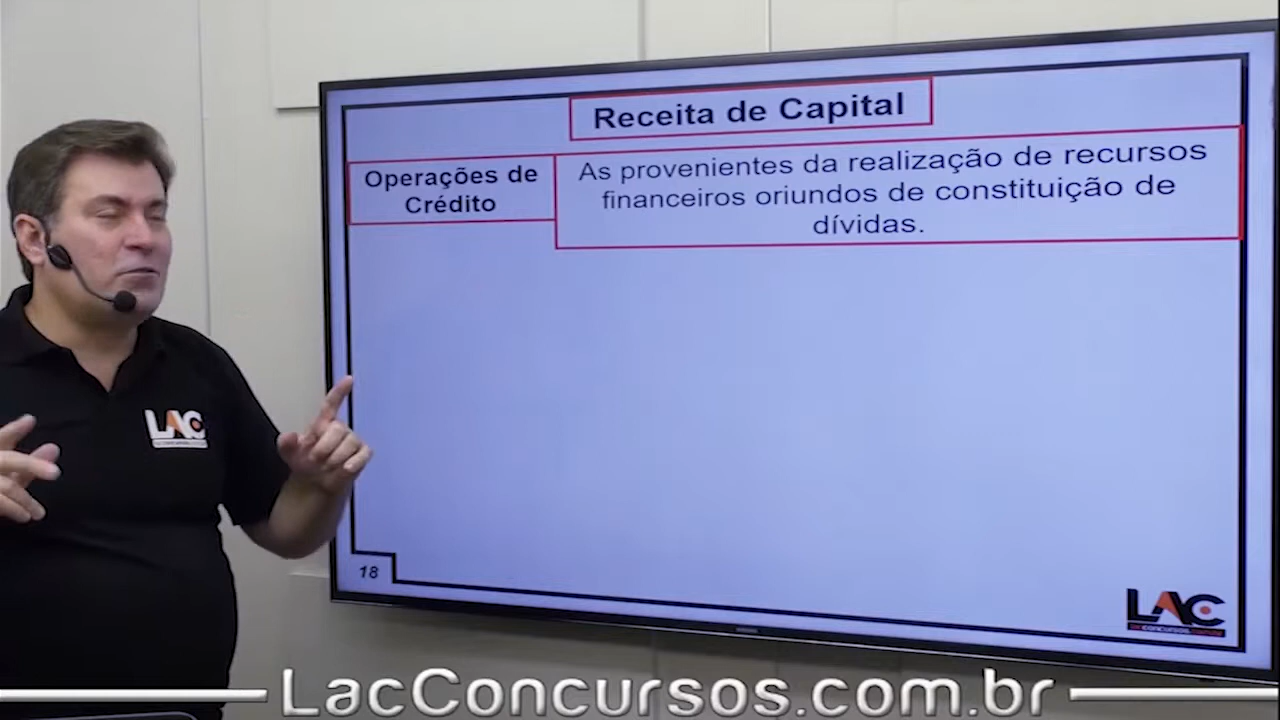 Receita de Capital
Operações de
Crédito
As provenientes da realização de recursos
financeiros oriundos de constituição de
dívidas.
LAC
18
LAC
LacConcursos.com.br